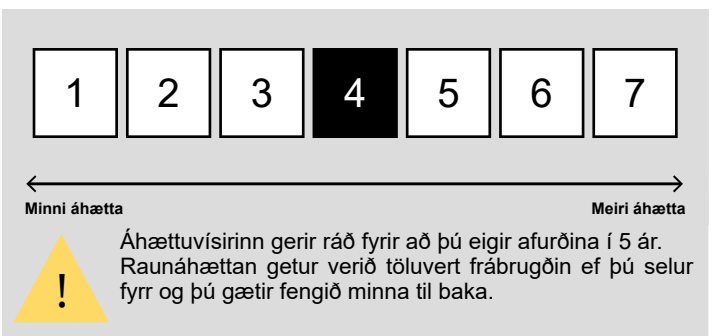 1 2 3 4 5 6 7
Minni áhætta Meiri áhætta
Áhættuvísirinn gerir ráð fyrir að þú eigir afurðina í 5 ár.
Raunáhættan getur verið töluvert frábrugðin ef þú selur
! fyrr og þú gætir fengið minna til baka.